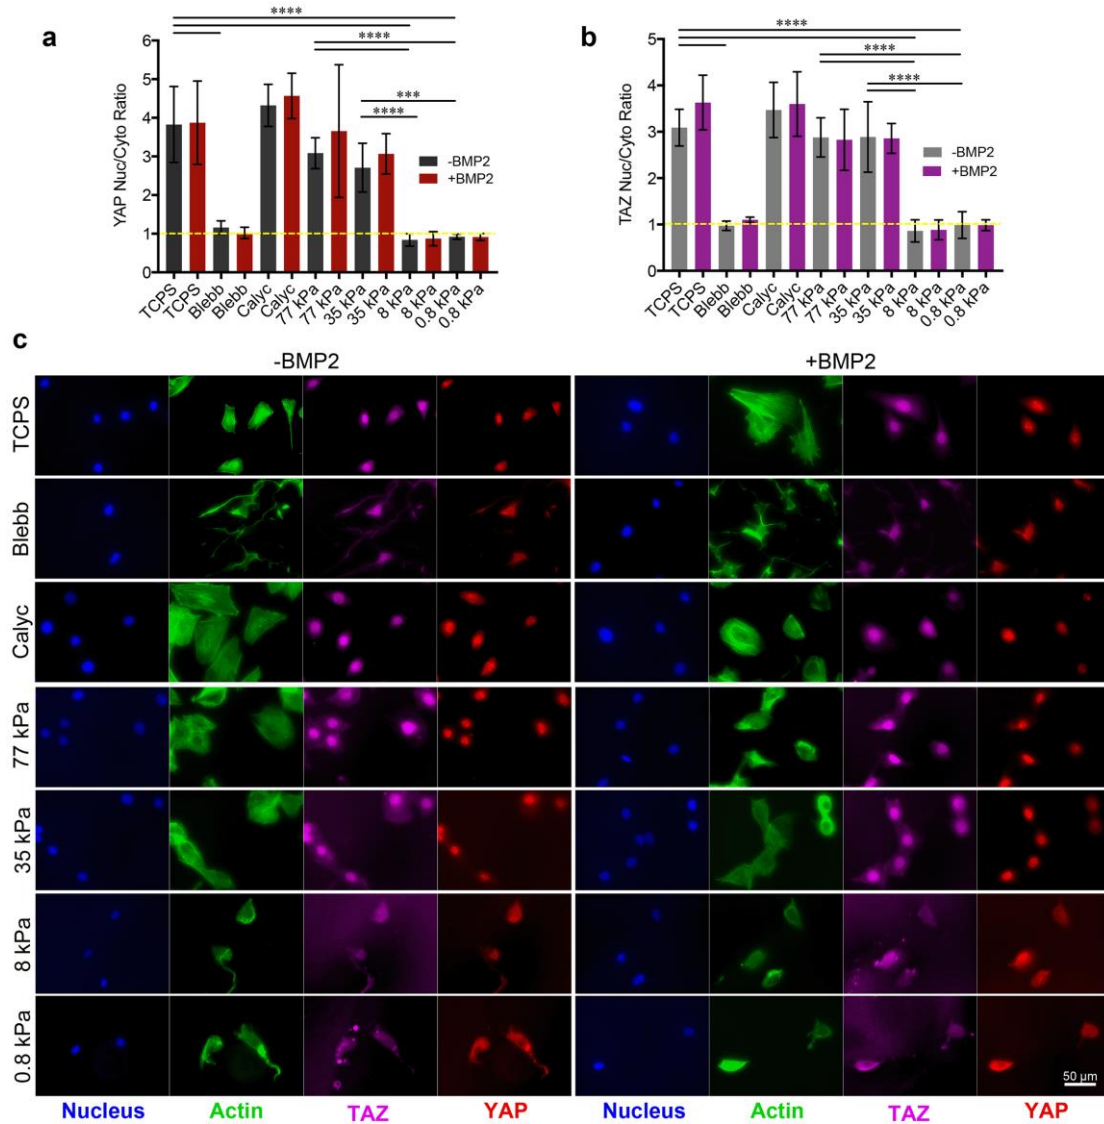 a
****
****
***
****
YAP Nuc/Cyto Ratio
6
5
4
3
2
1
0
-BMP2
+BMP2
TCPS
TCPS
Blebb
Blebb
Calyc
Calyc
77 kPa
77 kPa
35 kPa
35 kPa
8 kPa
8 kPa
0.8 kPa
0.8 kPa
b
****
****
****
TAZ Nuc/Cyto Ratio
5
4
3
2
1
0
-BMP2
+BMP2
TCPS
TCPS
Blebb
Blebb
Calyc
Calyc
77 kPa
77 kPa
35 kPa
35 kPa
8 kPa
8 kPa
0.8 kPa
0.8 kPa
c
-BMP2 +BMP2
TCPS
Blebb
Calyc
77 kPa
35 kPa
8 kPa
0.8 kPa
50 μm
Nucleus Actin TAZ YAP Nucleus Actin TAZ YAP